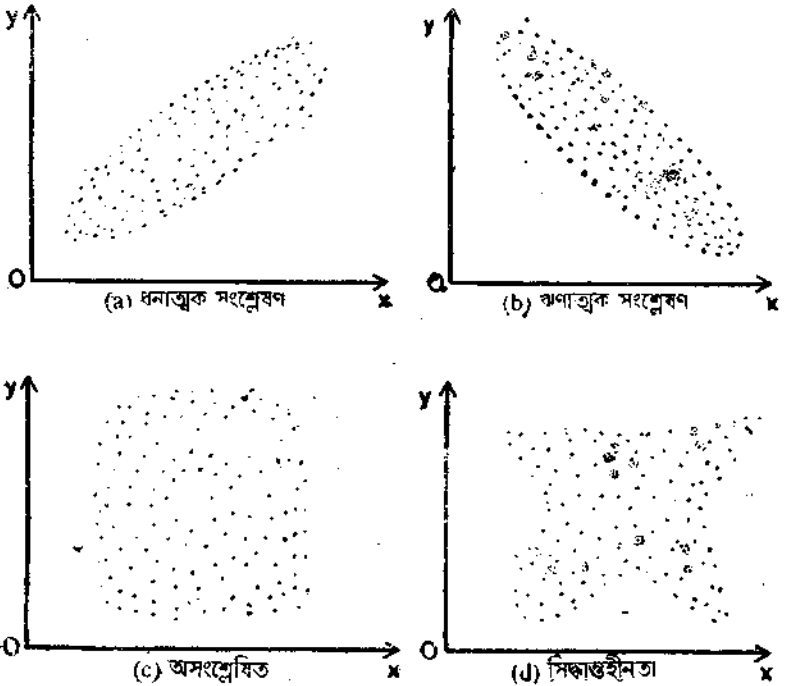 y y
O O
(a) ধনাত্মক সংশ্লেষণ x (b) ঋণাত্মক সংশ্লেষণ x
y y
O O
(c) অসংশ্লেষিত x (d) সিদ্ধান্তহীনতা x